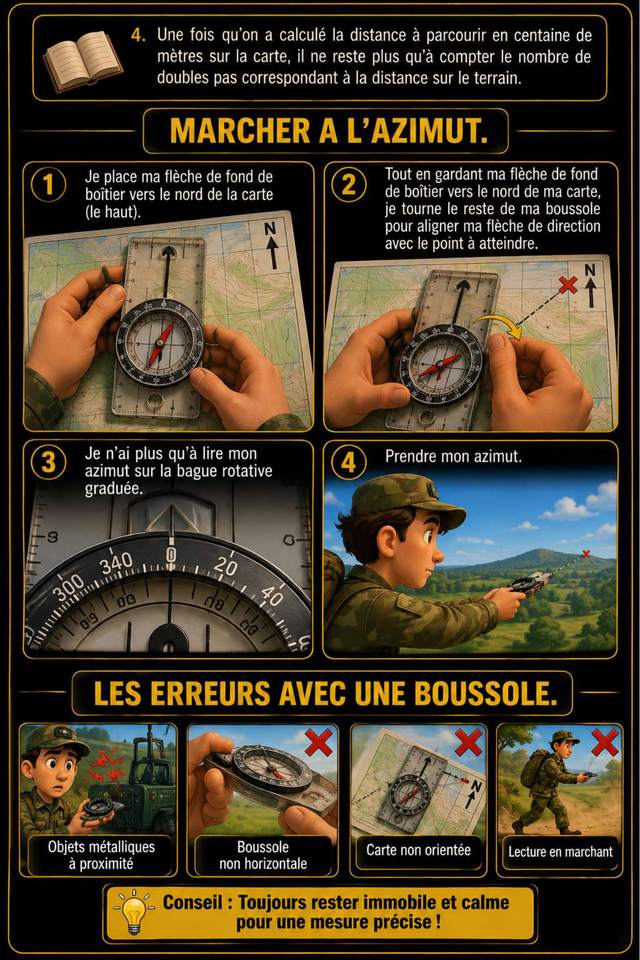 4. Une fois qu'on a calculé la distance à parcourir en centaine de
mètres sur la carte, il ne reste plus qu'à compter le nombre de
doubles pas correspondant à la distance sur le terrain.
MARCHER A L'AZIMUT.
1
Je place ma flèche de fond de
boîtier vers le nord de la carte
(le haut).
N
2
Tout en gardant ma flèche de fond
de boîtier vers le nord de ma carte,
je tourne le reste de ma boussole
pour aligner ma flèche de direction
avec le point à atteindre.
N
3
Je n'ai plus qu'à lire mon
azimut sur la bague rotative
graduée.
300 340 0 20 40
4
Prendre mon azimut.
LES ERREURS AVEC UNE BOUSSOLE.
Objets métalliques
à proximité
Boussole
non horizontale
N
Carte non orientée
Lecture en marchant
Conseil : Toujours rester immobile et calme
pour une mesure précise !